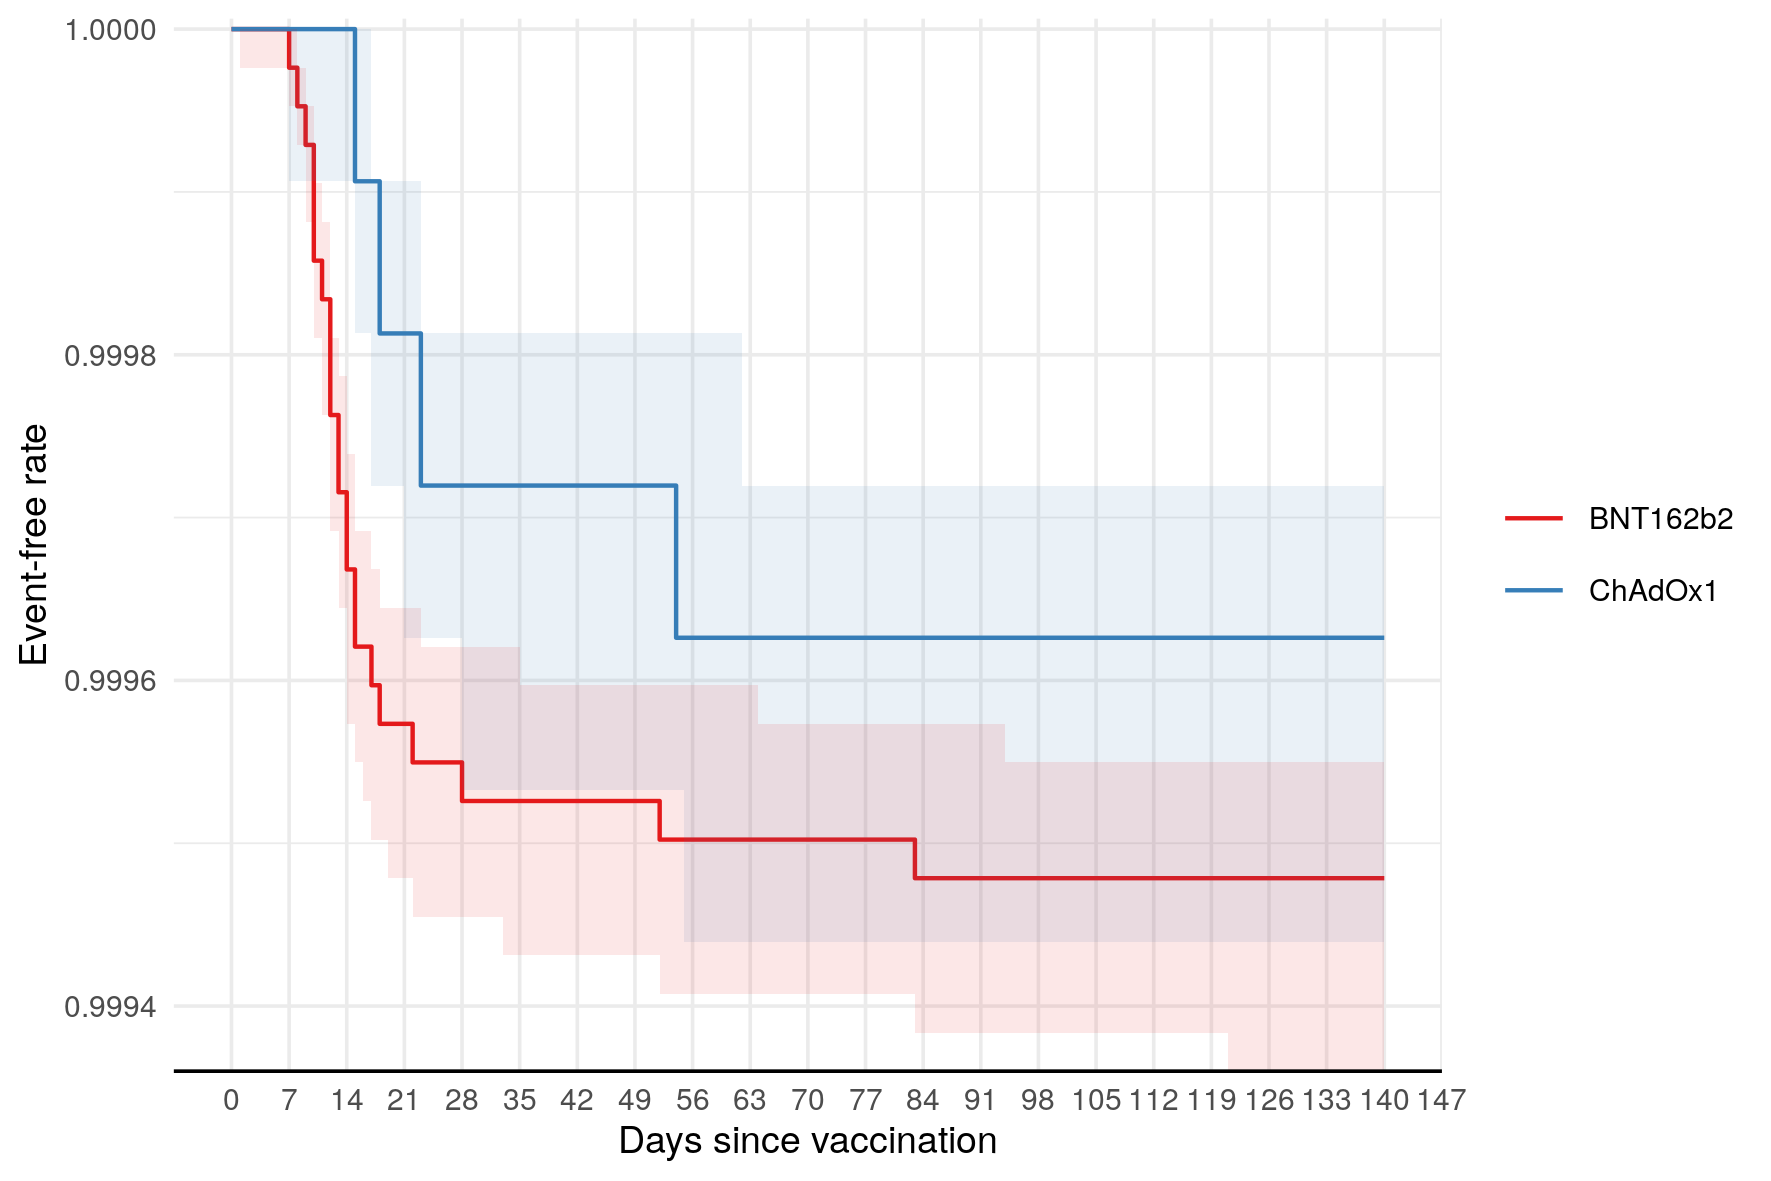 1.0000
0.9998
0.9996
0.9994
Event-free rate
0 7 14 21 28 35 42 49 56 63 70 77 84 91 98 105 112 119 126 133 140 147
Days since vaccination
BNT162b2
ChAdOx1